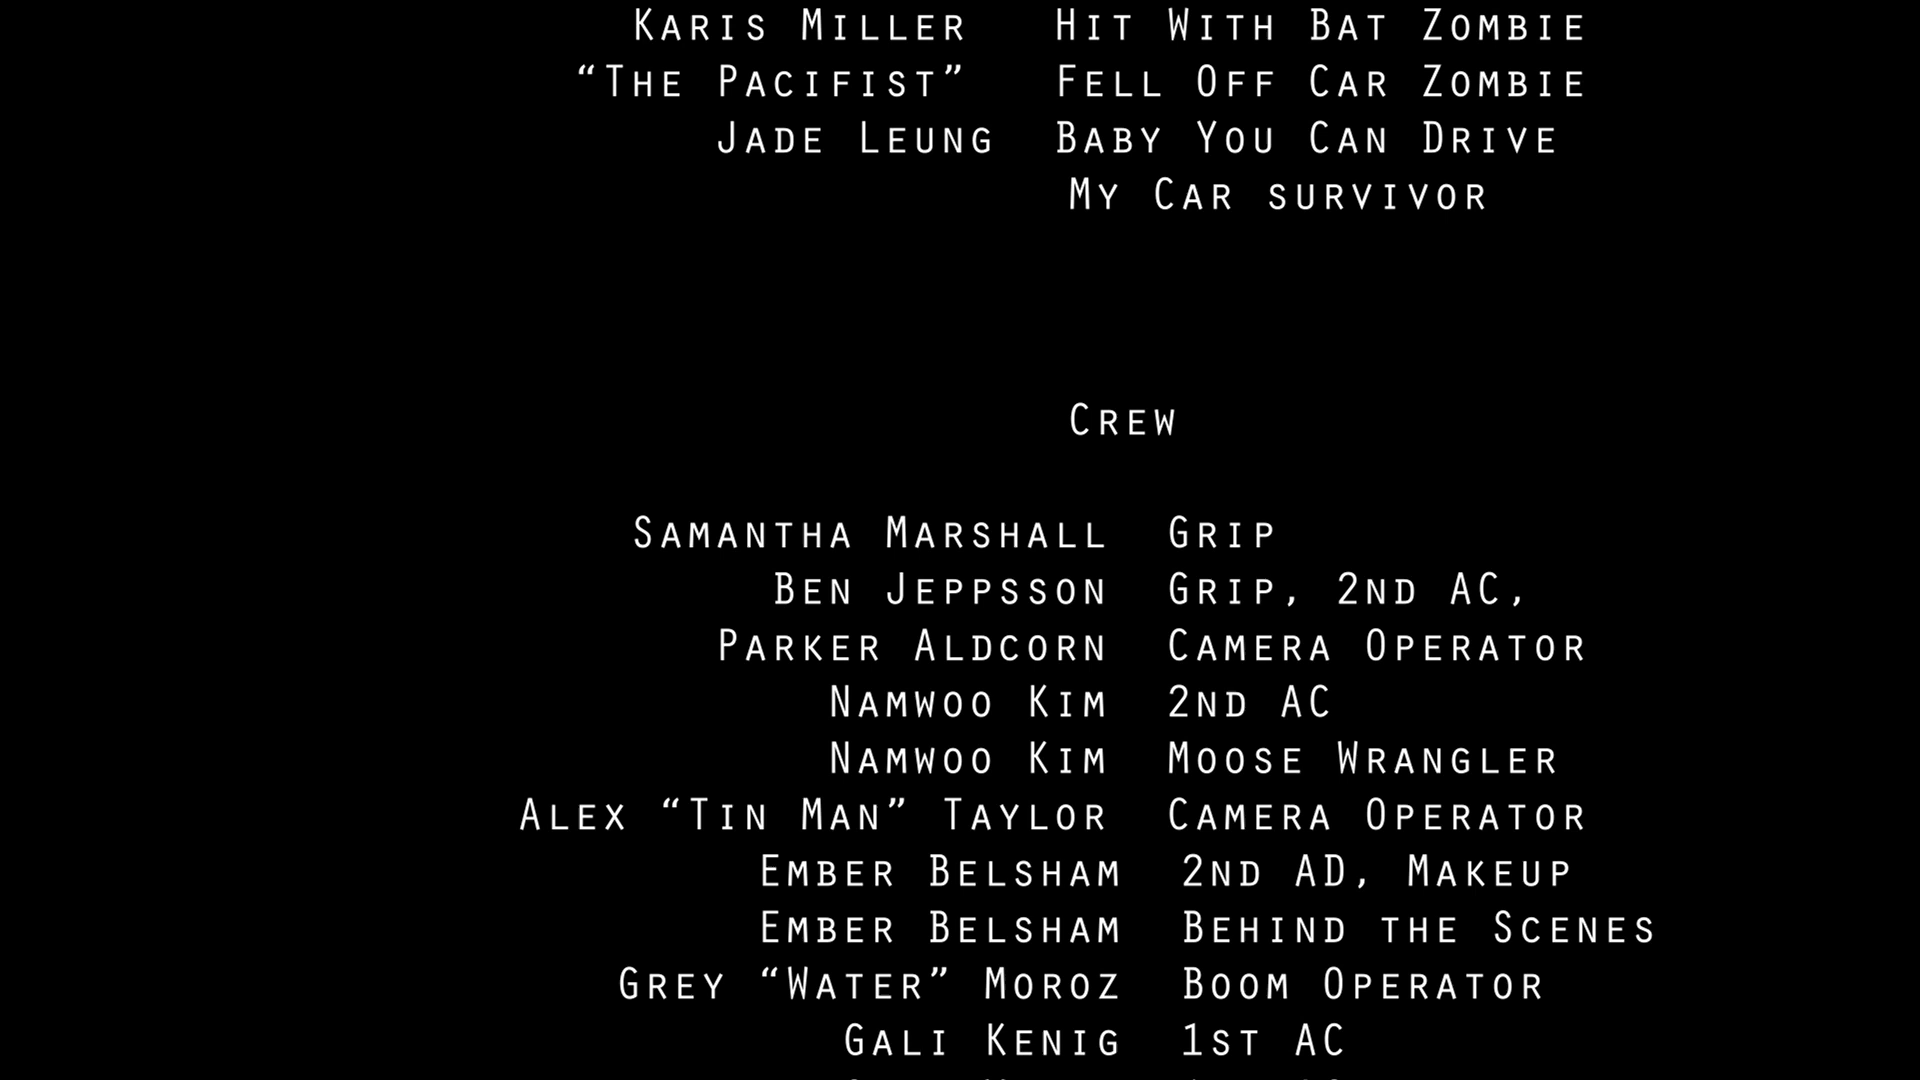 Karis Miller Hit With Bat Zombie
“The Pacifist” Fell Off Car Zombie
Jade Leung Baby You Can Drive
My Car survivor
Crew
Samantha Marshall Grip
Ben Jeppsson Grip, 2nd AC,
Parker Aldcorn Camera Operator
Namwoo Kim 2nd AC
Namwoo Kim Moose Wrangler
Alex “Tin Man” Taylor Camera Operator
Ember Belsham 2nd AD, Makeup
Ember Belsham Behind the Scenes
Grey “Water” Moroz Boom Operator
Gali Kenig 1st AC